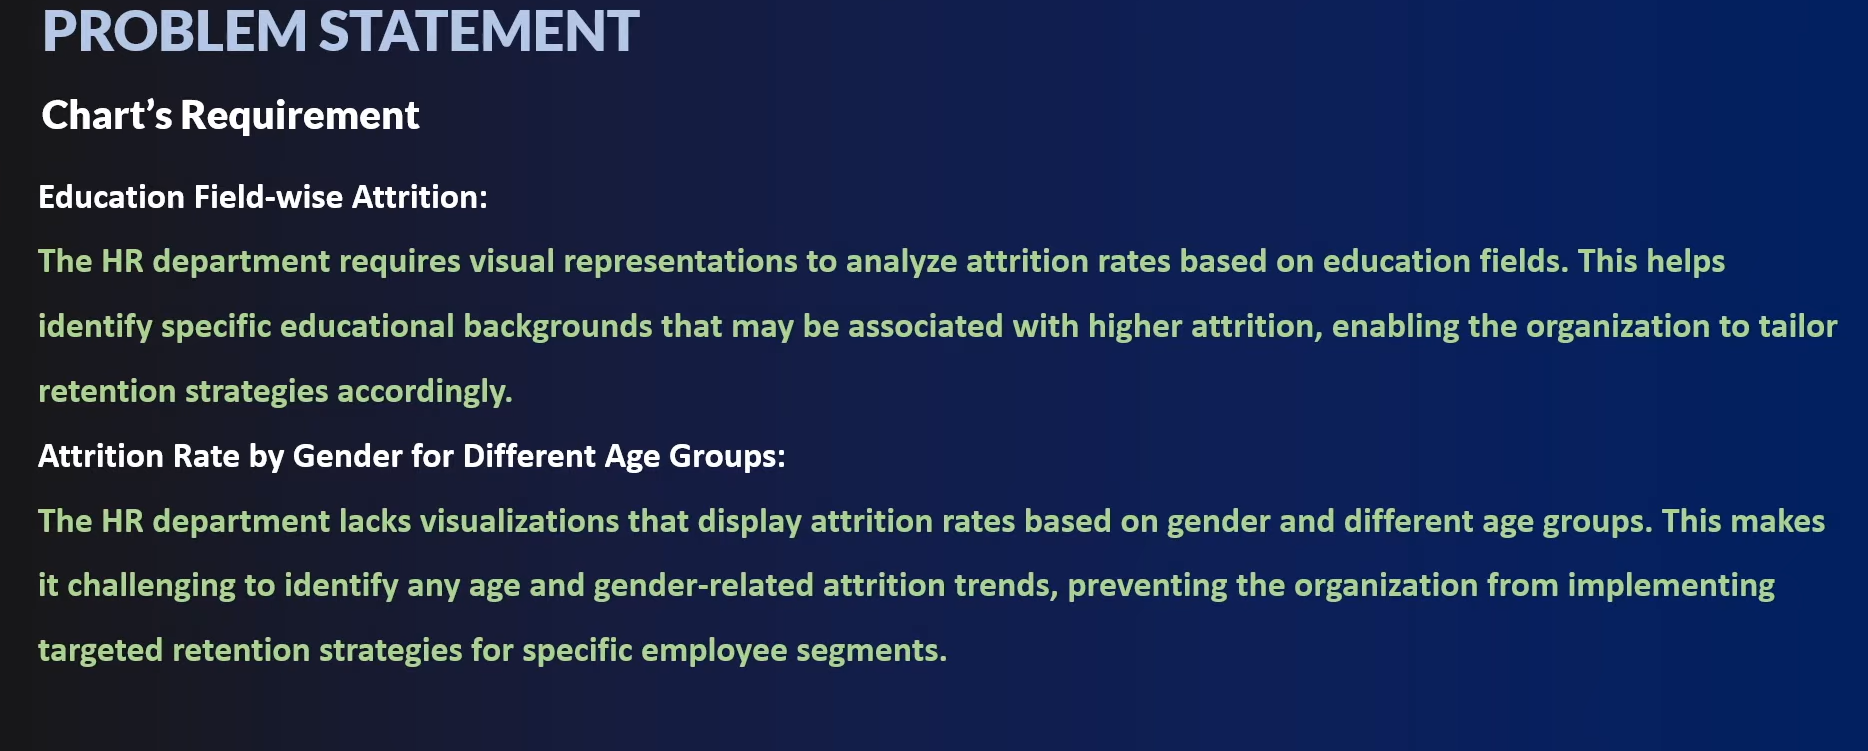 PROBLEM STATEMENT
Chart’s Requirement
Education Field-wise Attrition:
The HR department requires visual representations to analyze attrition rates based on education fields. This helps
identify specific educational backgrounds that may be associated with higher attrition, enabling the organization to tailor
retention strategies accordingly.
Attrition Rate by Gender for Different Age Groups:
The HR department lacks visualizations that display attrition rates based on gender and different age groups. This makes
it challenging to identify any age and gender-related attrition trends, preventing the organization from implementing
targeted retention strategies for specific employee segments.